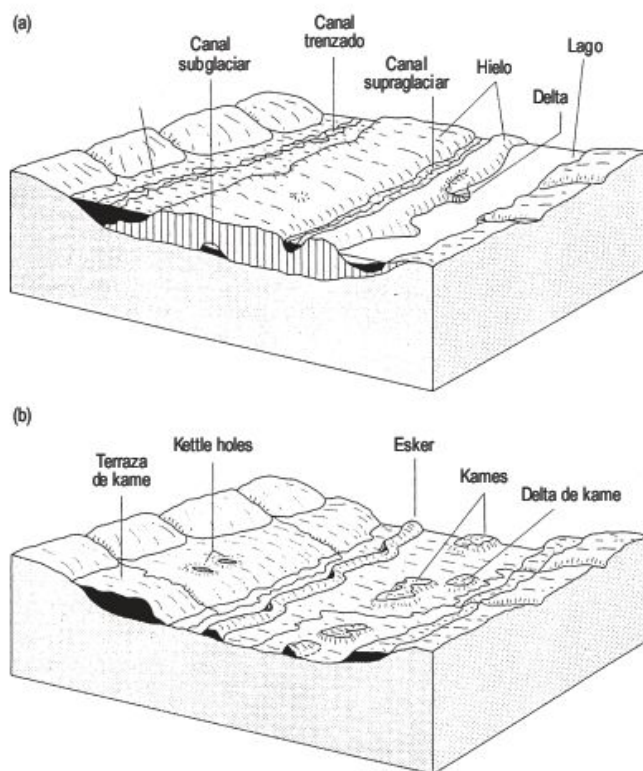 (a)
Canal
subglaciar
Canal
trenzado
Canal
supraglaciar
Hielo
Lago
Delta
(b)
Terraza
de kame
Kettle holes
Esker
Kames
Delta de kame